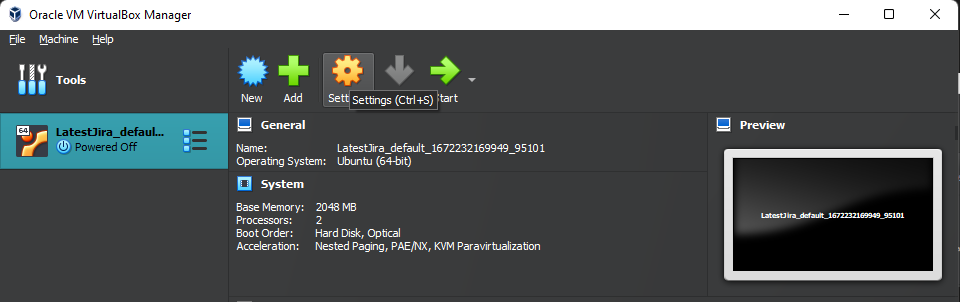 Oracle VM VirtualBox Manager
File Machine Help
Tools
New Add Sett Start
Settings (Ctrl+S)
64
LatestJira_defaul...
Powered Off
General
Name: LatestJira_default_1672232169949_95101
Operating System: Ubuntu (64-bit)
System
Base Memory: 2048 MB
Processors: 2
Boot Order: Hard Disk, Optical
Acceleration: Nested Paging, PAE/NX, KVM Paravirtualization
Preview
LatestJira_default_1672232169949_95101